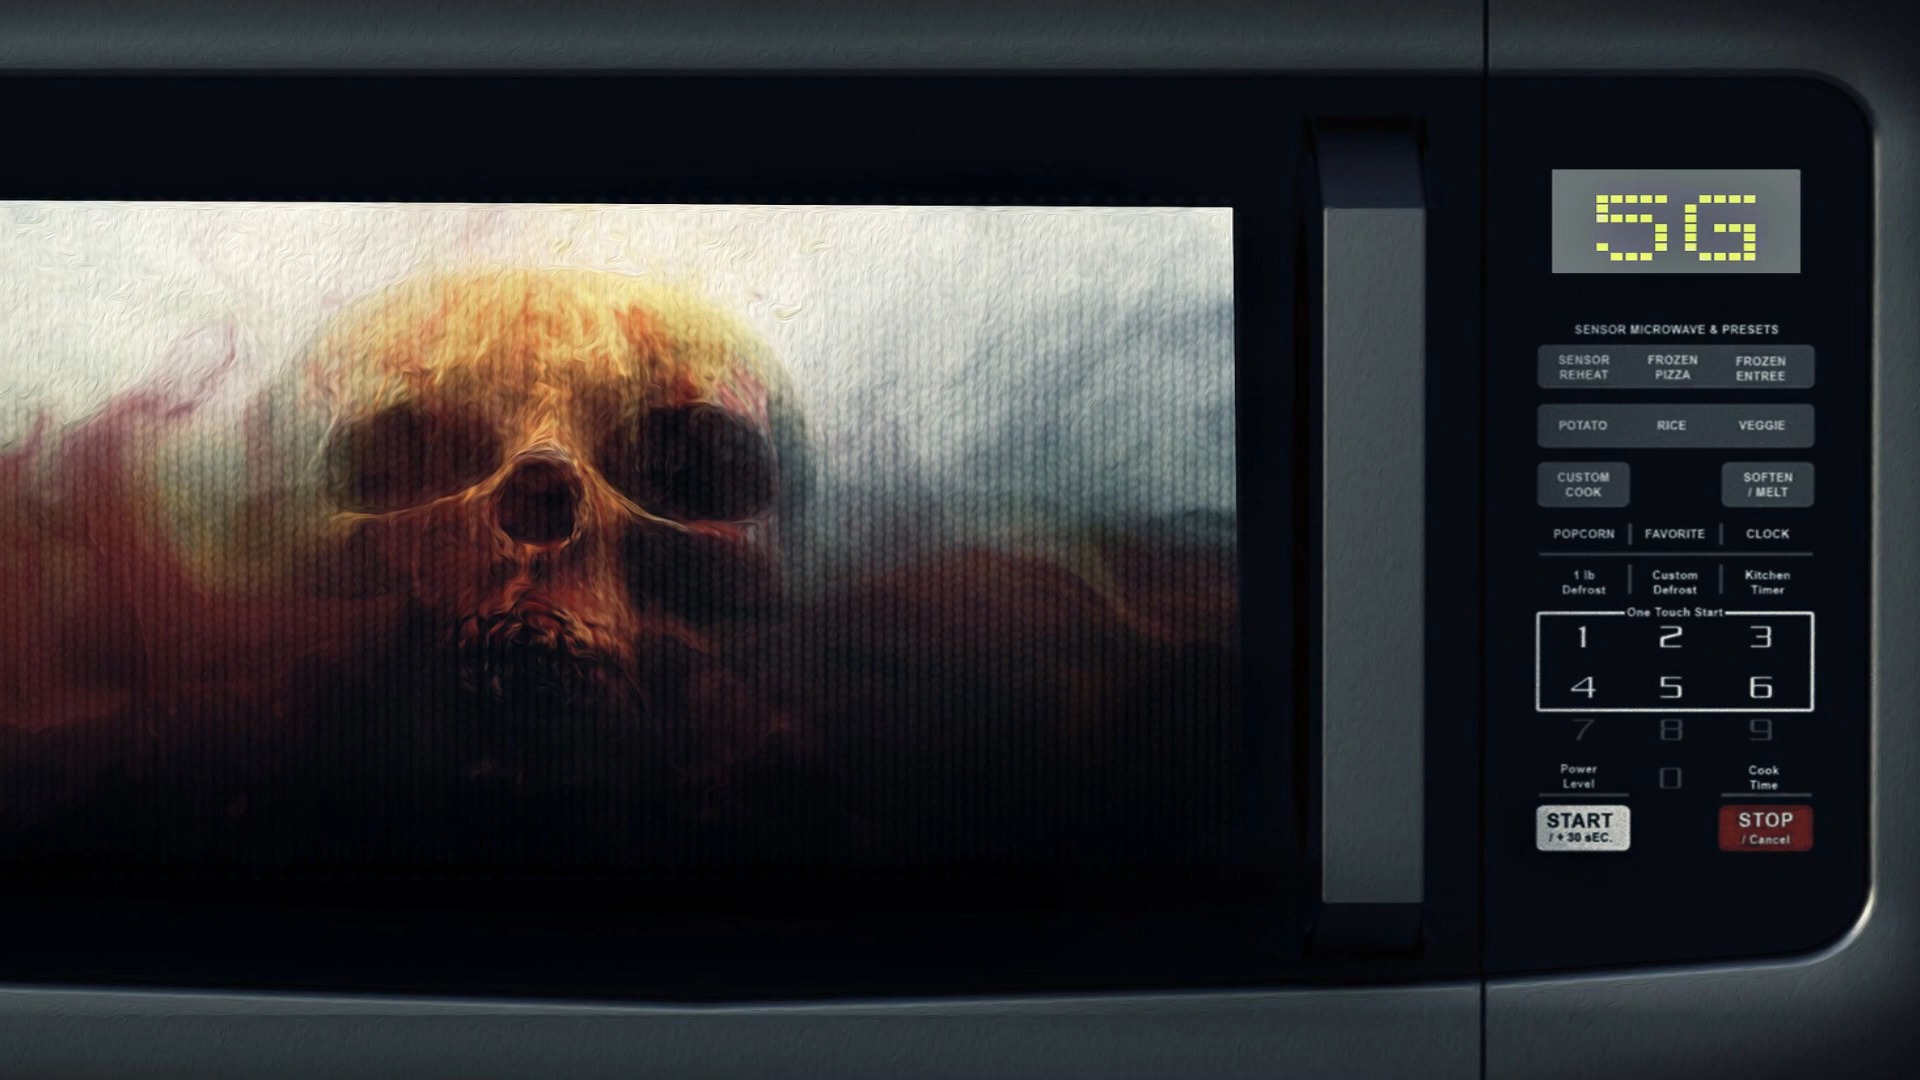 5G
SENSOR MICROWAVE & PRESETS
SENSOR REHEAT
FROZEN PIZZA
FROZEN ENTREE
POTATO
RICE
VEGGIE
CUSTOM COOK
SOFTEN / MELT
POPCORN
FAVORITE
CLOCK
1 lb Defrost
Custom Defrost
Kitchen Timer
One Touch Start
1 2 3
4 5 6
7 8 9
Power Level
0
Cook Time
START / + 30 sEC.
STOP / Cancel